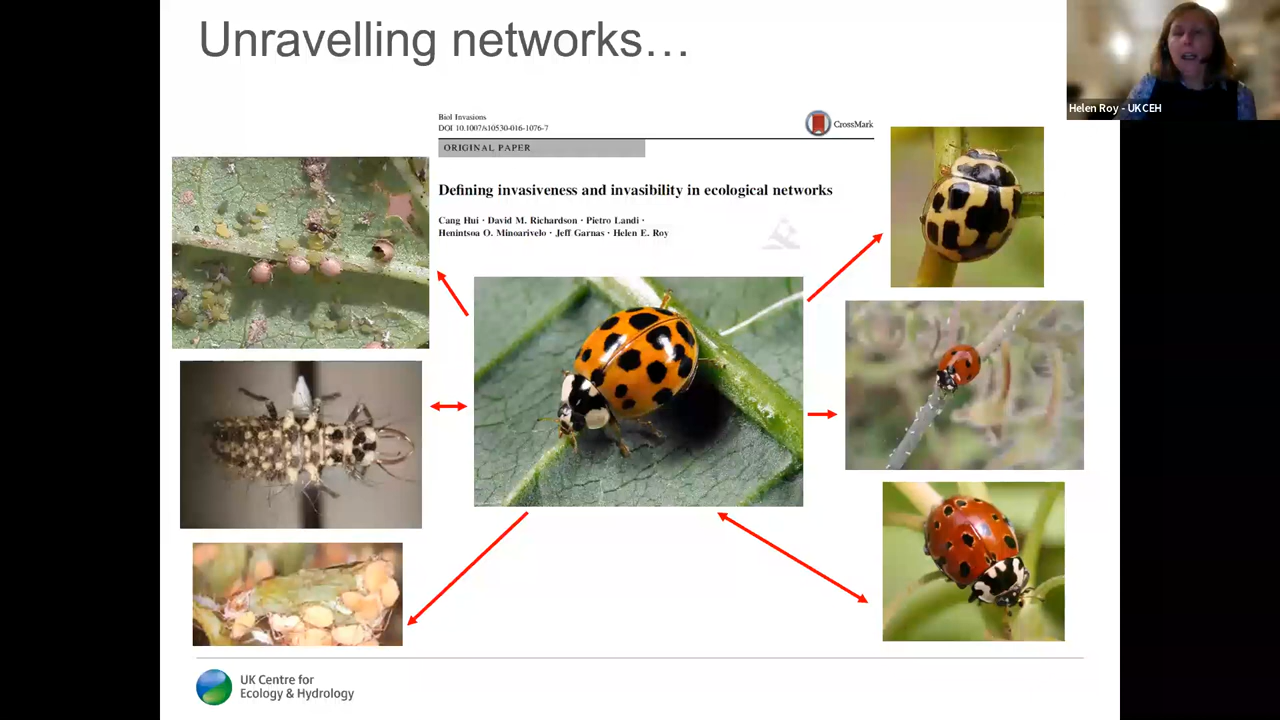 Unravelling networks…
Helen Roy - UKCEH
Biol Invasions
DOI 10.1007/s10530-016-1076-7
CrossMark
ORIGINAL PAPER
Defining invasiveness and invasibility in ecological networks
Cang Hui · David M. Richardson · Pietro Landi ·
Henintsoa O. Minoarivelo · Jeff Garnas · Helen E. Roy
UK Centre for
Ecology & Hydrology